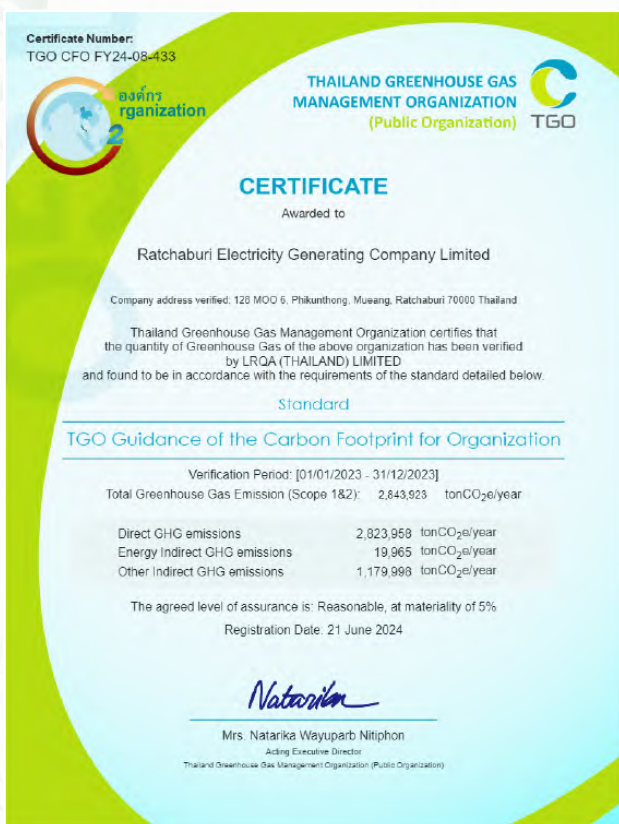 Certificate Number:
TGO CFO FY24-08-433
องค์กร
rganization
2
THAILAND GREENHOUSE GAS
MANAGEMENT ORGANIZATION
(Public Organization)
TGO
CERTIFICATE
Awarded to
Ratchaburi Electricity Generating Company Limited
Company address verified: 128 MOO 6, Phikunthong, Mueang, Ratchaburi 70000 Thailand
Thailand Greenhouse Gas Management Organization certifies that
the quantity of Greenhouse Gas of the above organization has been verified
by LRQA (THAILAND) LIMITED
and found to be in accordance with the requirements of the standard detailed below.
Standard
TGO Guidance of the Carbon Footprint for Organization
Verification Period: [01/01/2023 - 31/12/2023]
Total Greenhouse Gas Emission (Scope 1&2): 2,843,923 tonCO₂e/year
Direct GHG emissions 2,823,958 tonCO₂e/year
Energy Indirect GHG emissions 19,965 tonCO₂e/year
Other Indirect GHG emissions 1,179,998 tonCO₂e/year
The agreed level of assurance is: Reasonable, at materiality of 5%
Registration Date: 21 June 2024
Mrs. Natarika Wayuparb Nitiphon
Acting Executive Director
Thailand Greenhouse Gas Management Organization (Public Organization)